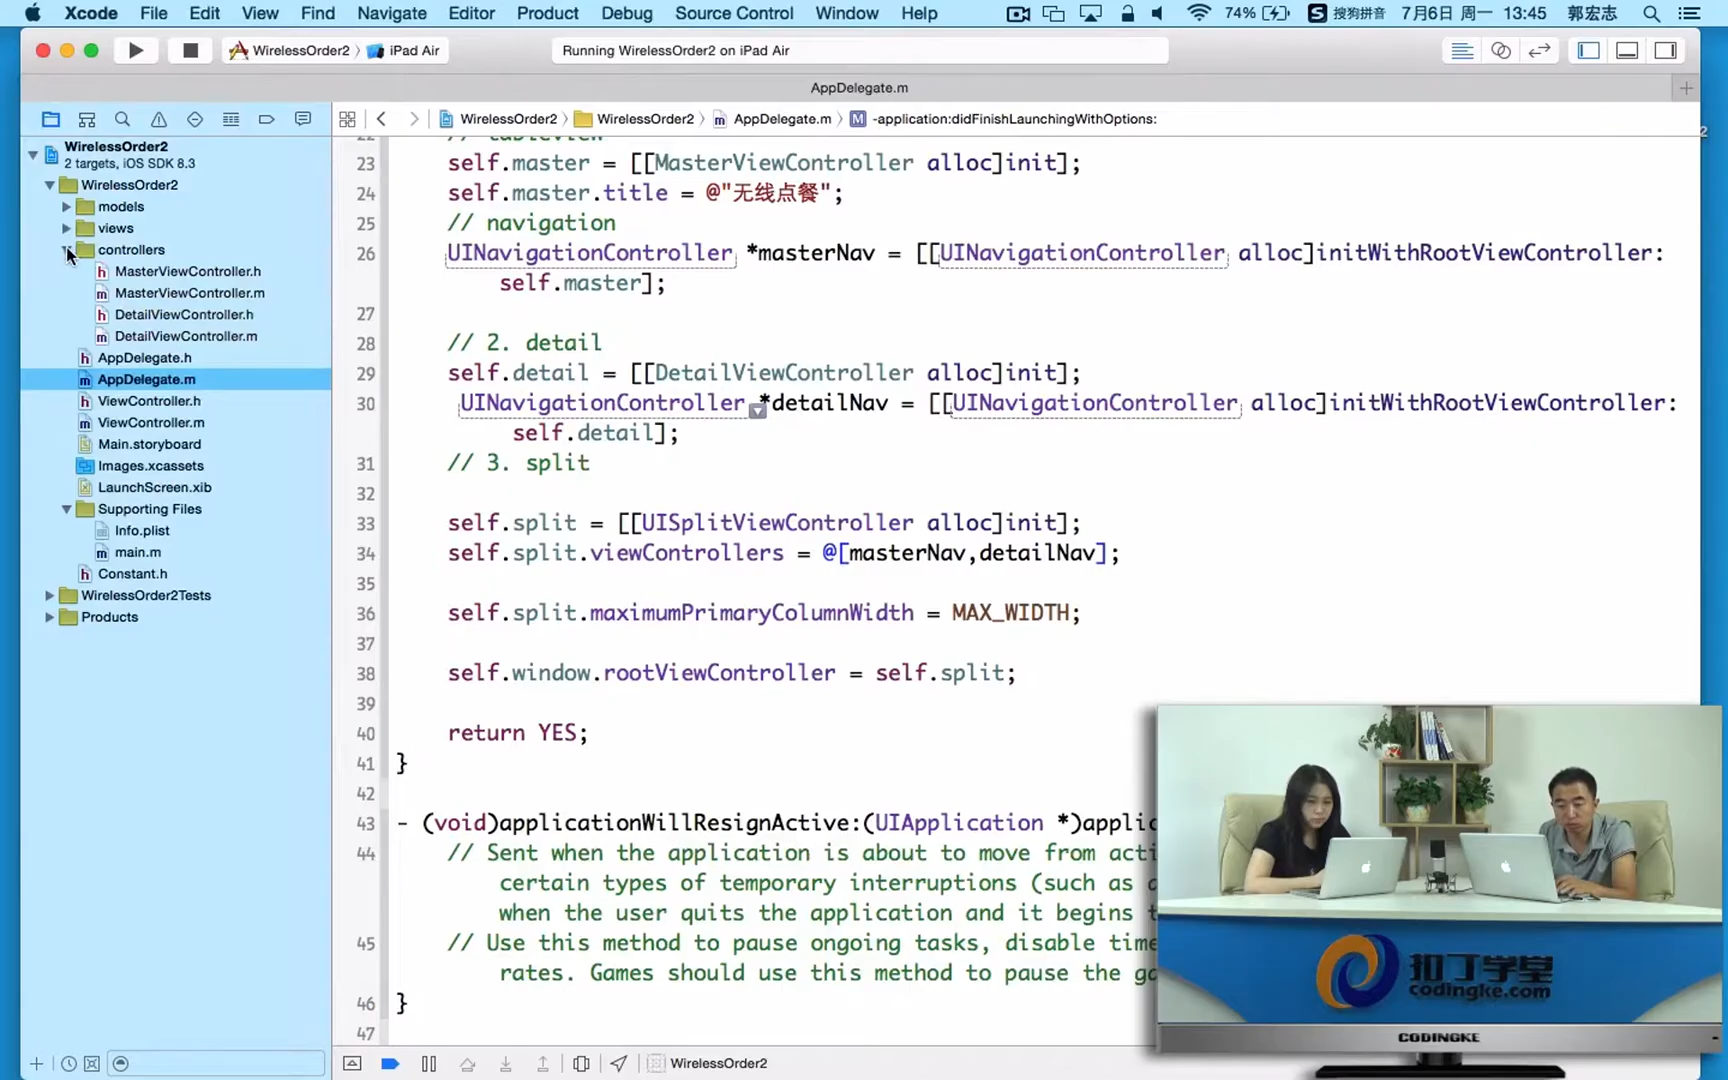 Xcode File Edit View Find Navigate Editor Product Debug Source Control Window Help 74% 搜狗拼音 7月6日 周一 13:45 郭宏志
WirelessOrder2 iPad Air Running WirelessOrder2 on iPad Air
AppDelegate.m
WirelessOrder2 WirelessOrder2 AppDelegate.m -application:didFinishLaunchingWithOptions:
WirelessOrder2
2 targets, iOS SDK 8.3
WirelessOrder2
models
views
controllers
MasterViewController.h
MasterViewController.m
DetailViewController.h
DetailViewController.m
AppDelegate.h
AppDelegate.m
ViewController.h
ViewController.m
Main.storyboard
Images.xcassets
LaunchScreen.xib
Supporting Files
Info.plist
main.m
Constant.h
WirelessOrder2Tests
Products
23 self.master = [[MasterViewController alloc]init];
24 self.master.title = @"无线点餐";
25 // navigation
26 UINavigationController *masterNav = [[UINavigationController alloc]initWithRootViewController:
self.master];
27
28 // 2. detail
29 self.detail = [[DetailViewController alloc]init];
30 UINavigationController *detailNav = [[UINavigationController alloc]initWithRootViewController:
self.detail];
31 // 3. split
32
33 self.split = [[UISplitViewController alloc]init];
34 self.split.viewControllers = @[masterNav,detailNav];
35
36 self.split.maximumPrimaryColumnWidth = MAX_WIDTH;
37
38 self.window.rootViewController = self.split;
39
40 return YES;
41 }
42
43 - (void)applicationWillResignActive:(UIApplication *)applic
44 // Sent when the application is about to move from acti
certain types of temporary interruptions (such as a
when the user quits the application and it begins t
45 // Use this method to pause ongoing tasks, disable time
rates. Games should use this method to pause the ga
46 }
47
WirelessOrder2
扣丁学堂
codingke.com
CODINGKE